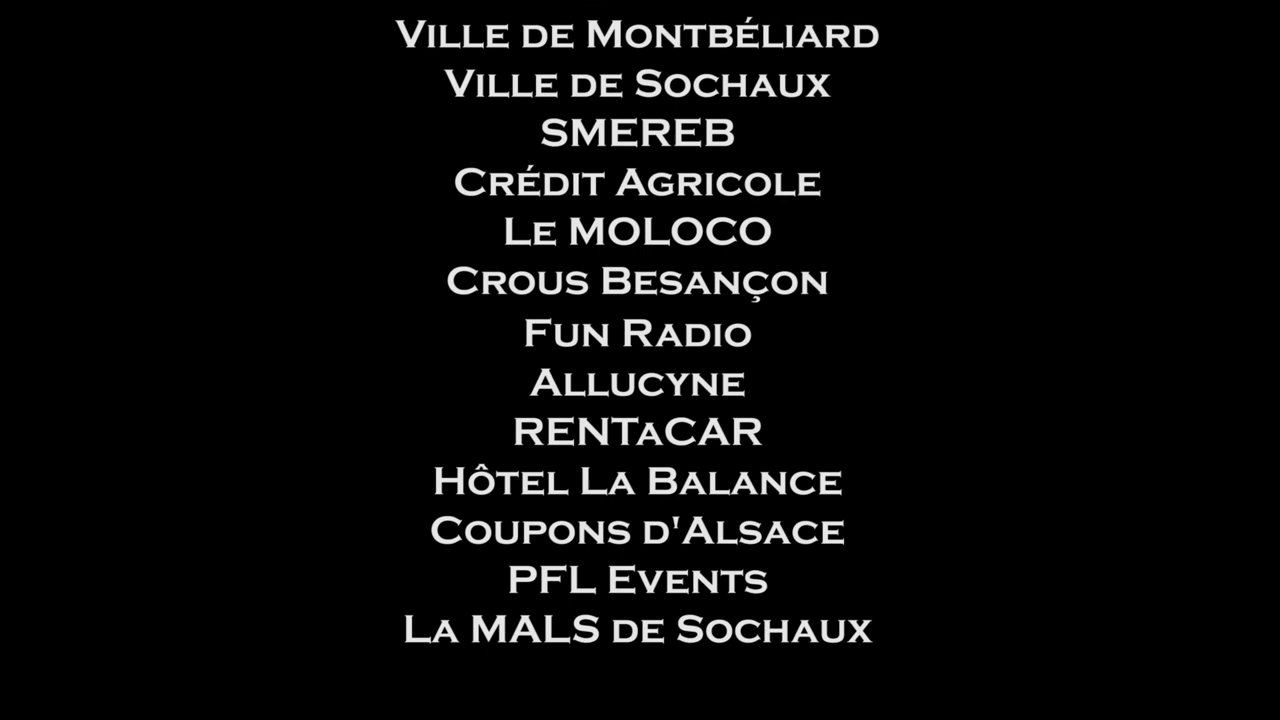 Ville de Montbéliard
Ville de Sochaux
SMEREB
Crédit Agricole
Le MOLOCO
Crous Besançon
Fun Radio
Allucyne
RENTaCAR
Hôtel La Balance
Coupons d'Alsace
PFL Events
La MALS de Sochaux